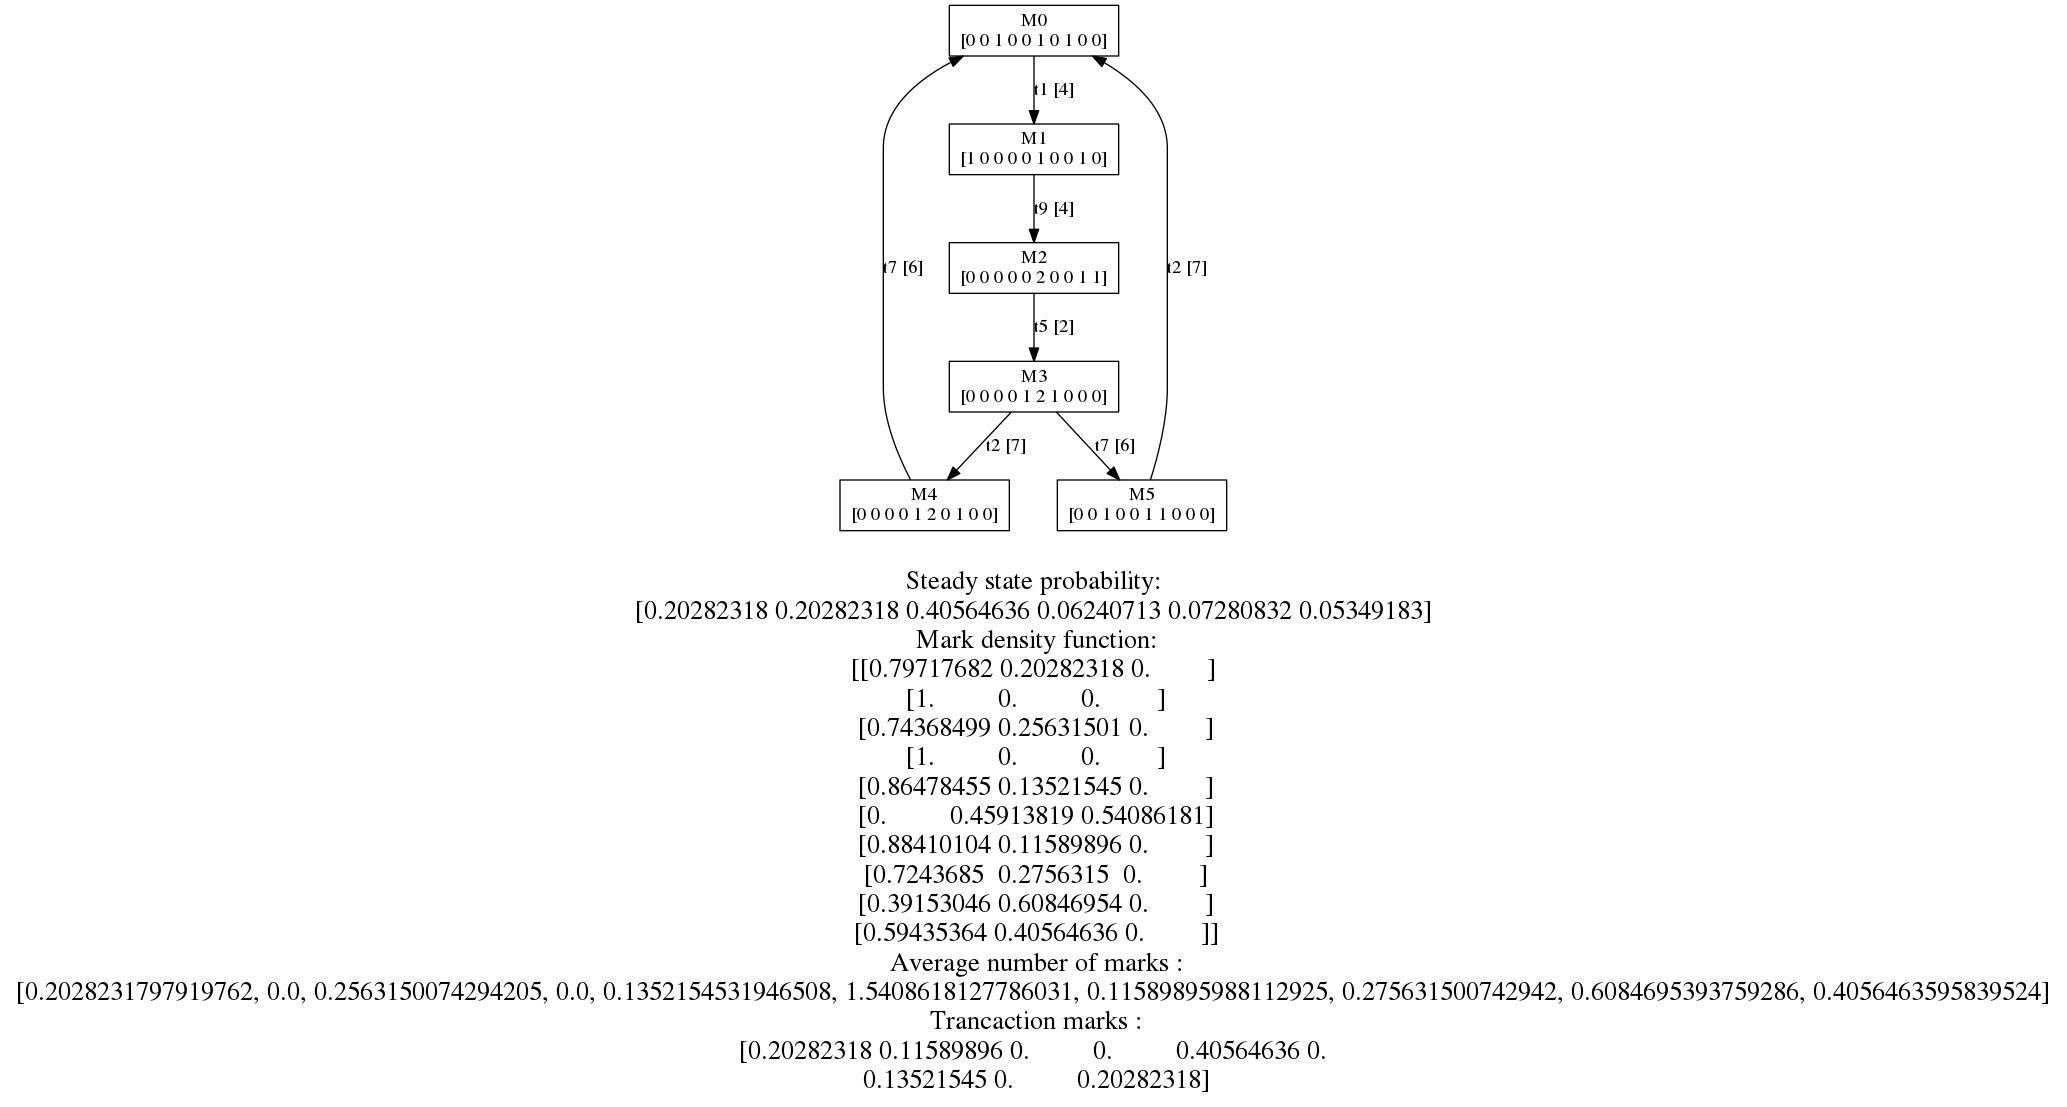 M0
[0 0 1 0 0 1 0 1 0 0]
t1 [4]
M1
[1 0 0 0 0 1 0 0 1 0]
t9 [4]
M2
[0 0 0 0 0 2 0 0 1 1]
t7 [6]
t2 [7]
t5 [2]
M3
[0 0 0 0 1 2 1 0 0 0]
t2 [7]
t7 [6]
M4
[0 0 0 0 1 2 0 1 0 0]
M5
[0 0 1 0 0 1 1 0 0 0]
Steady state probability:
[0.20282318 0.20282318 0.40564636 0.06240713 0.07280832 0.05349183]
Mark density function:
[[0.79717682 0.20282318 0. ]
[1. 0. 0. ]
[0.74368499 0.25631501 0. ]
[1. 0. 0. ]
[0.86478455 0.13521545 0. ]
[0. 0.45913819 0.54086181]
[0.88410104 0.11589896 0. ]
[0.7243685 0.2756315 0. ]
[0.39153046 0.60846954 0. ]
[0.59435364 0.40564636 0. ]]
Average number of marks :
[0.2028231797919762, 0.0, 0.2563150074294205, 0.0, 0.1352154531946508, 1.5408618127786031, 0.11589895988112925, 0.275631500742942, 0.6084695393759286, 0.4056463595839524]
Trancaction marks :
[0.20282318 0.11589896 0. 0. 0.40564636 0.
0.13521545 0. 0.20282318]